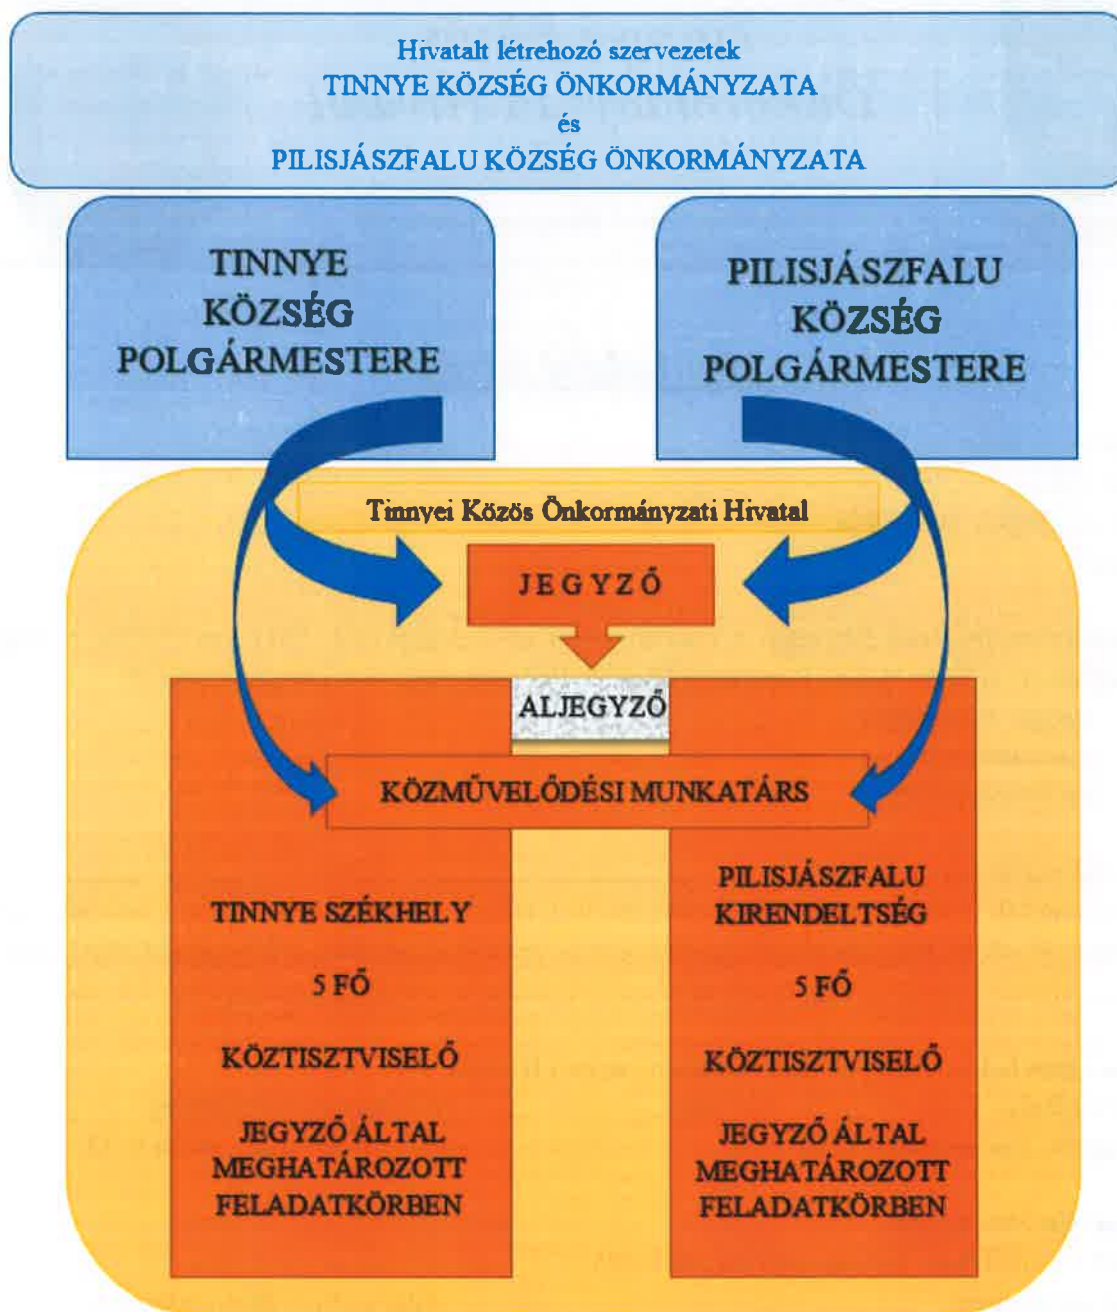 Hivatalt létrehozó szervezetek
TINNYE KÖZSÉG ÖNKORMÁNYZATA
és
PILISJÁSZFALU KÖZSÉG ÖNKORMÁNYZATA
TINNYE
KÖZSÉG
POLGÁRMESTERE
PILISJÁSZFALU
KÖZSÉG
POLGÁRMESTERE
Tinnyei Közös Önkormányzati Hivatal
JEGYZŐ
ALJEGYZŐ
KÖZMŰVELŐDÉSI MUNKATÁRS
TINNYE SZÉKHELY
5 FŐ
KÖZTISZTVISELŐ
JEGYZŐ ÁLTAL
MEGHATÁROZOTT
FELADATKÖRBEN
PILISJÁSZFALU
KIRENDELTSÉG
5 FŐ
KÖZTISZTVISELŐ
JEGYZŐ ÁLTAL
MEGHATÁROZOTT
FELADATKÖRBEN